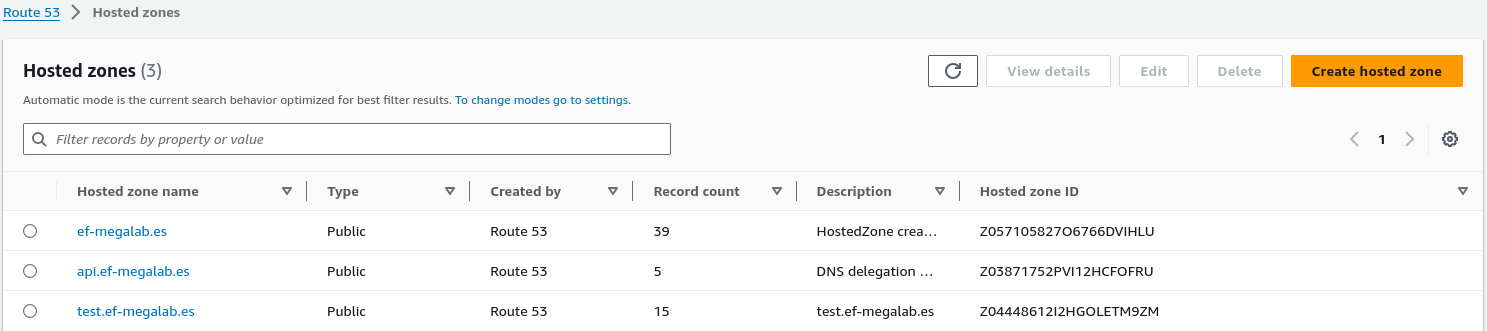 Route 53 > Hosted zones
Hosted zones (3)
View details Edit Delete Create hosted zone
Automatic mode is the current search behavior optimized for best filter results. To change modes go to settings.
Filter records by property or value
1
Hosted zone name Type Created by Record count Description Hosted zone ID
ef-megalab.es Public Route 53 39 HostedZone crea… Z057105827O6766DVIHLU
api.ef-megalab.es Public Route 53 5 DNS delegation … Z03871752PVI12HCFOFRU
test.ef-megalab.es Public Route 53 15 test.ef-megalab.es Z04448612I2HGOLETM9ZM